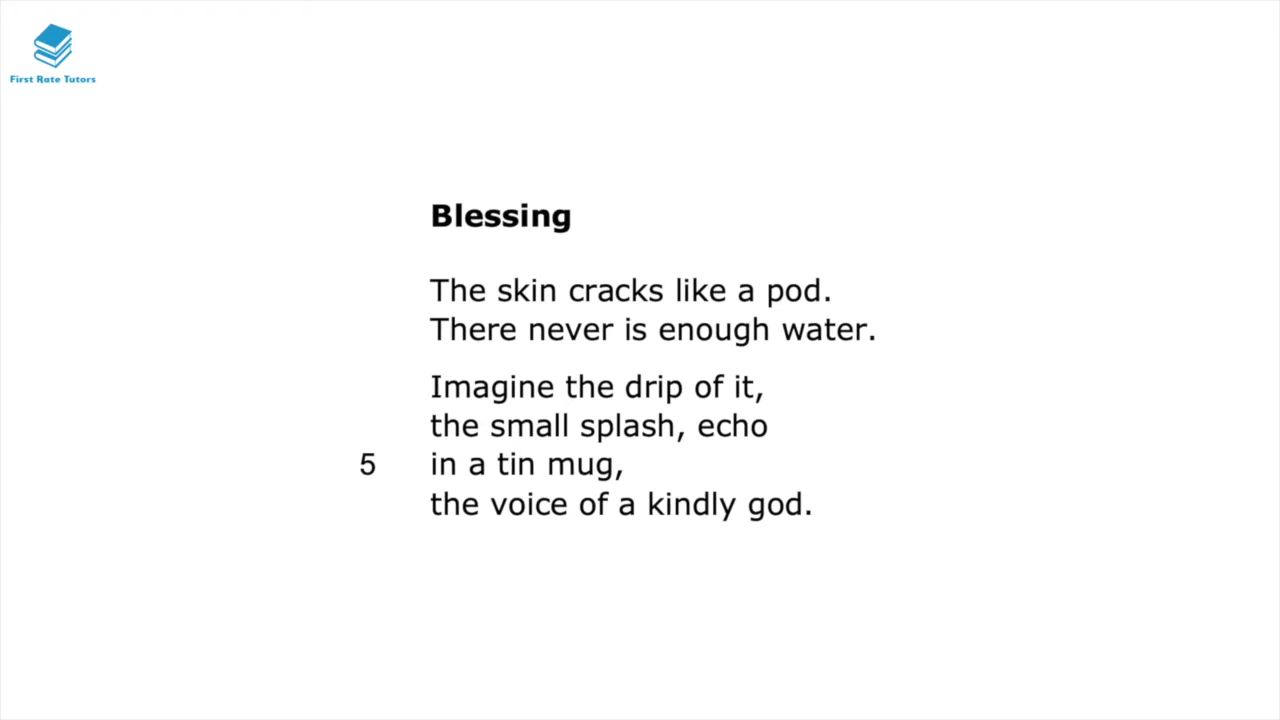 First Rate Tutors
Blessing
The skin cracks like a pod.
There never is enough water.
Imagine the drip of it,
the small splash, echo
5 in a tin mug,
the voice of a kindly god.